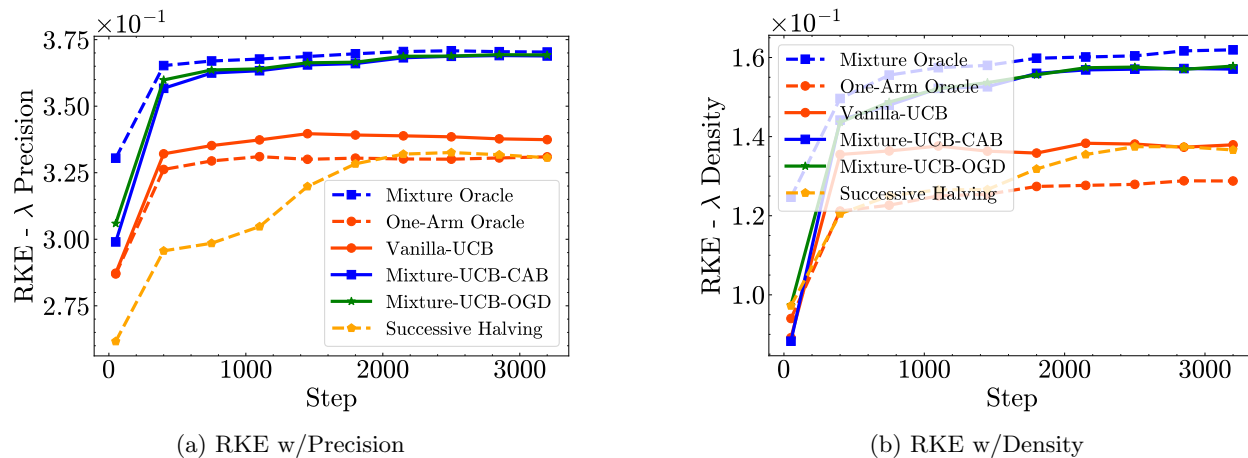 ×10⁻¹
3.75
3.50
3.25
3.00
2.75
RKE - λ Precision
0
1000
2000
3000
Step
Mixture Oracle
One-Arm Oracle
Vanilla-UCB
Mixture-UCB-CAB
Mixture-UCB-OGD
Successive Halving
(a) RKE w/Precision
×10⁻¹
1.6
1.4
1.2
1.0
RKE - λ Density
0
1000
2000
3000
Step
Mixture Oracle
One-Arm Oracle
Vanilla-UCB
Mixture-UCB-CAB
Mixture-UCB-OGD
Successive Halving
(b) RKE w/Density